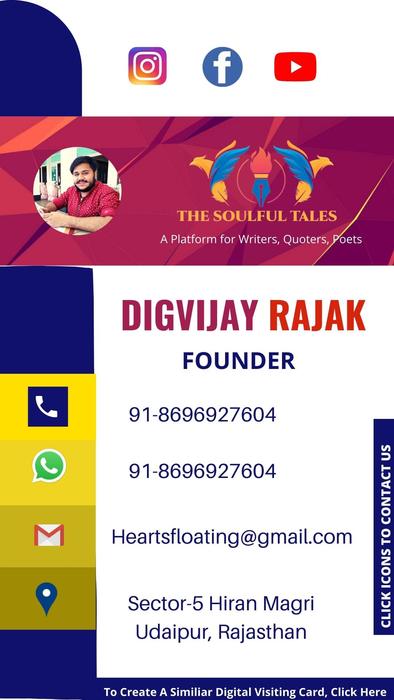 THE SOULFUL TALES
A Platform for Writers, Quoters, Poets
DIGVIJAY RAJAK
FOUNDER
91-8696927604
91-8696927604
Heartsfloating@gmail.com
Sector-5 Hiran Magri
Udaipur, Rajasthan
CLICK ICONS TO CONTACT US
To Create A Similiar Digital Visiting Card, Click Here